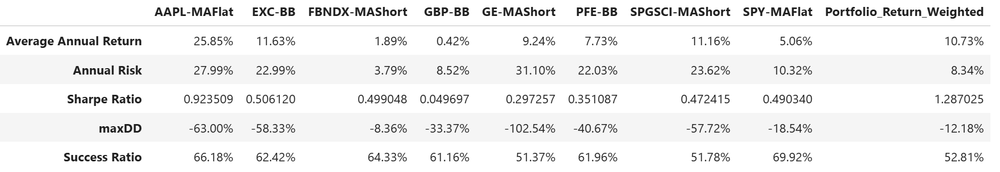 AAPL-MAFlat EXC-BB FBNDX-MAShort GBP-BB GE-MAShort PFE-BB SPGSCI-MAShort SPY-MAFlat Portfolio_Return_Weighted
Average Annual Return 25.85% 11.63% 1.89% 0.42% 9.24% 7.73% 11.16% 5.06% 10.73%
Annual Risk 27.99% 22.99% 3.79% 8.52% 31.10% 22.03% 23.62% 10.32% 8.34%
Sharpe Ratio 0.923509 0.506120 0.499048 0.049697 0.297257 0.351087 0.472415 0.490340 1.287025
maxDD -63.00% -58.33% -8.36% -33.37% -102.54% -40.67% -57.72% -18.54% -12.18%
Success Ratio 66.18% 62.42% 64.33% 61.16% 51.37% 61.96% 51.78% 69.92% 52.81%